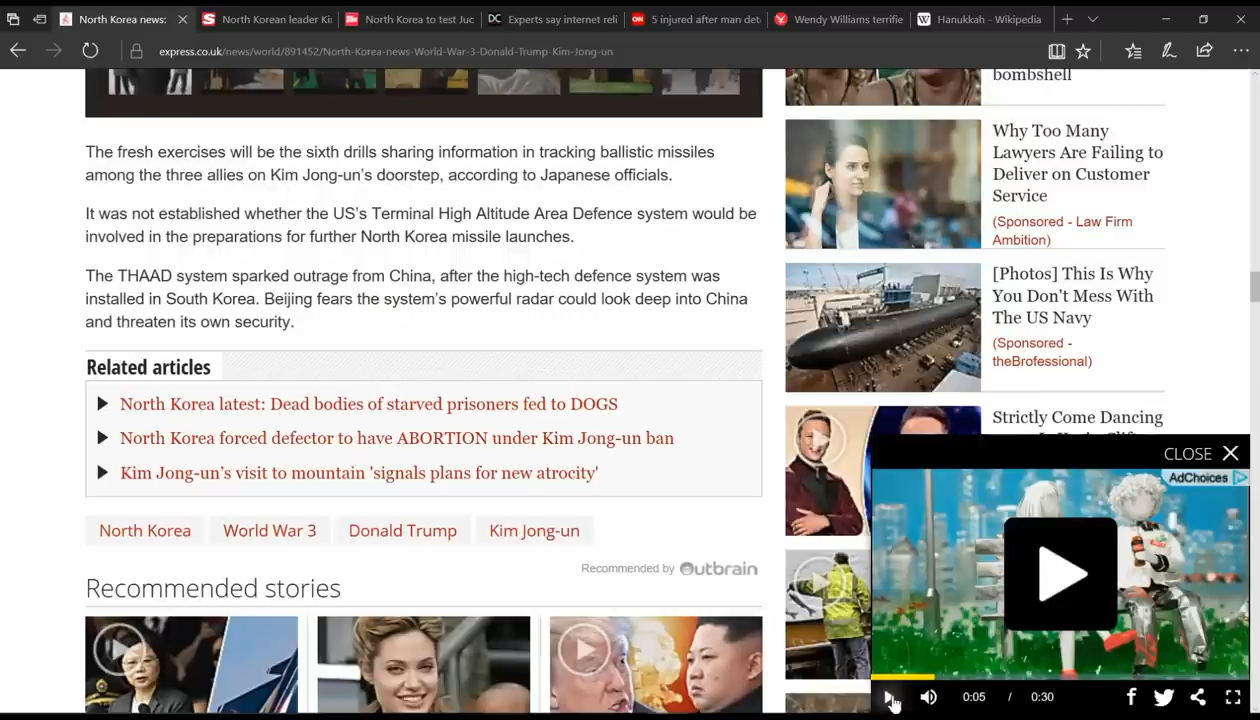 North Korea news:
North Korean leader Ki
North Korea to test Juc
DC
Experts say internet reli
5 injured after man det
Wendy Williams terrifie
W
Hanukkah - Wikipedia
express.co.uk/news/world/891452/North-Korea-news-World-War-3-Donald-Trump-Kim-Jong-un
The fresh exercises will be the sixth drills sharing information in tracking ballistic missiles
among the three allies on Kim Jong-un's doorstep, according to Japanese officials.
It was not established whether the US's Terminal High Altitude Area Defence system would be
involved in the preparations for further North Korea missile launches.
The THAAD system sparked outrage from China, after the high-tech defence system was
installed in South Korea. Beijing fears the system's powerful radar could look deep into China
and threaten its own security.
Related articles
North Korea latest: Dead bodies of starved prisoners fed to DOGS
North Korea forced defector to have ABORTION under Kim Jong-un ban
Kim Jong-un's visit to mountain 'signals plans for new atrocity'
North Korea
World War 3
Donald Trump
Kim Jong-un
Recommended by Outbrain
Recommended stories
bombshell
Why Too Many
Lawyers Are Failing to
Deliver on Customer
Service
(Sponsored - Law Firm
Ambition)
[Photos] This Is Why
You Don't Mess With
The US Navy
(Sponsored -
theBrofessional)
Strictly Come Dancing
CLOSE
AdChoices
0:05 / 0:30